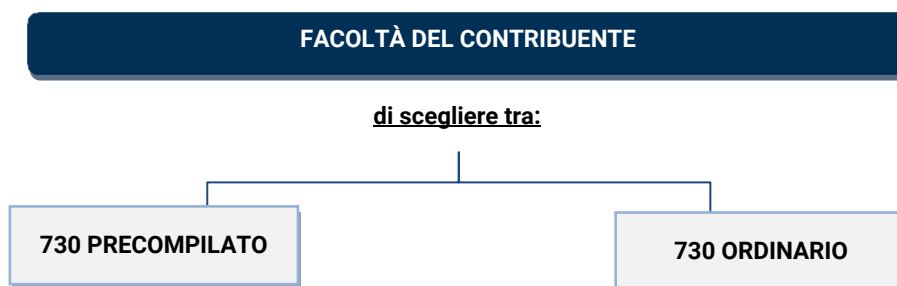 FACOLTÀ DEL CONTRIBUENTE
di scegliere tra:
730 PRECOMPILATO
730 ORDINARIO